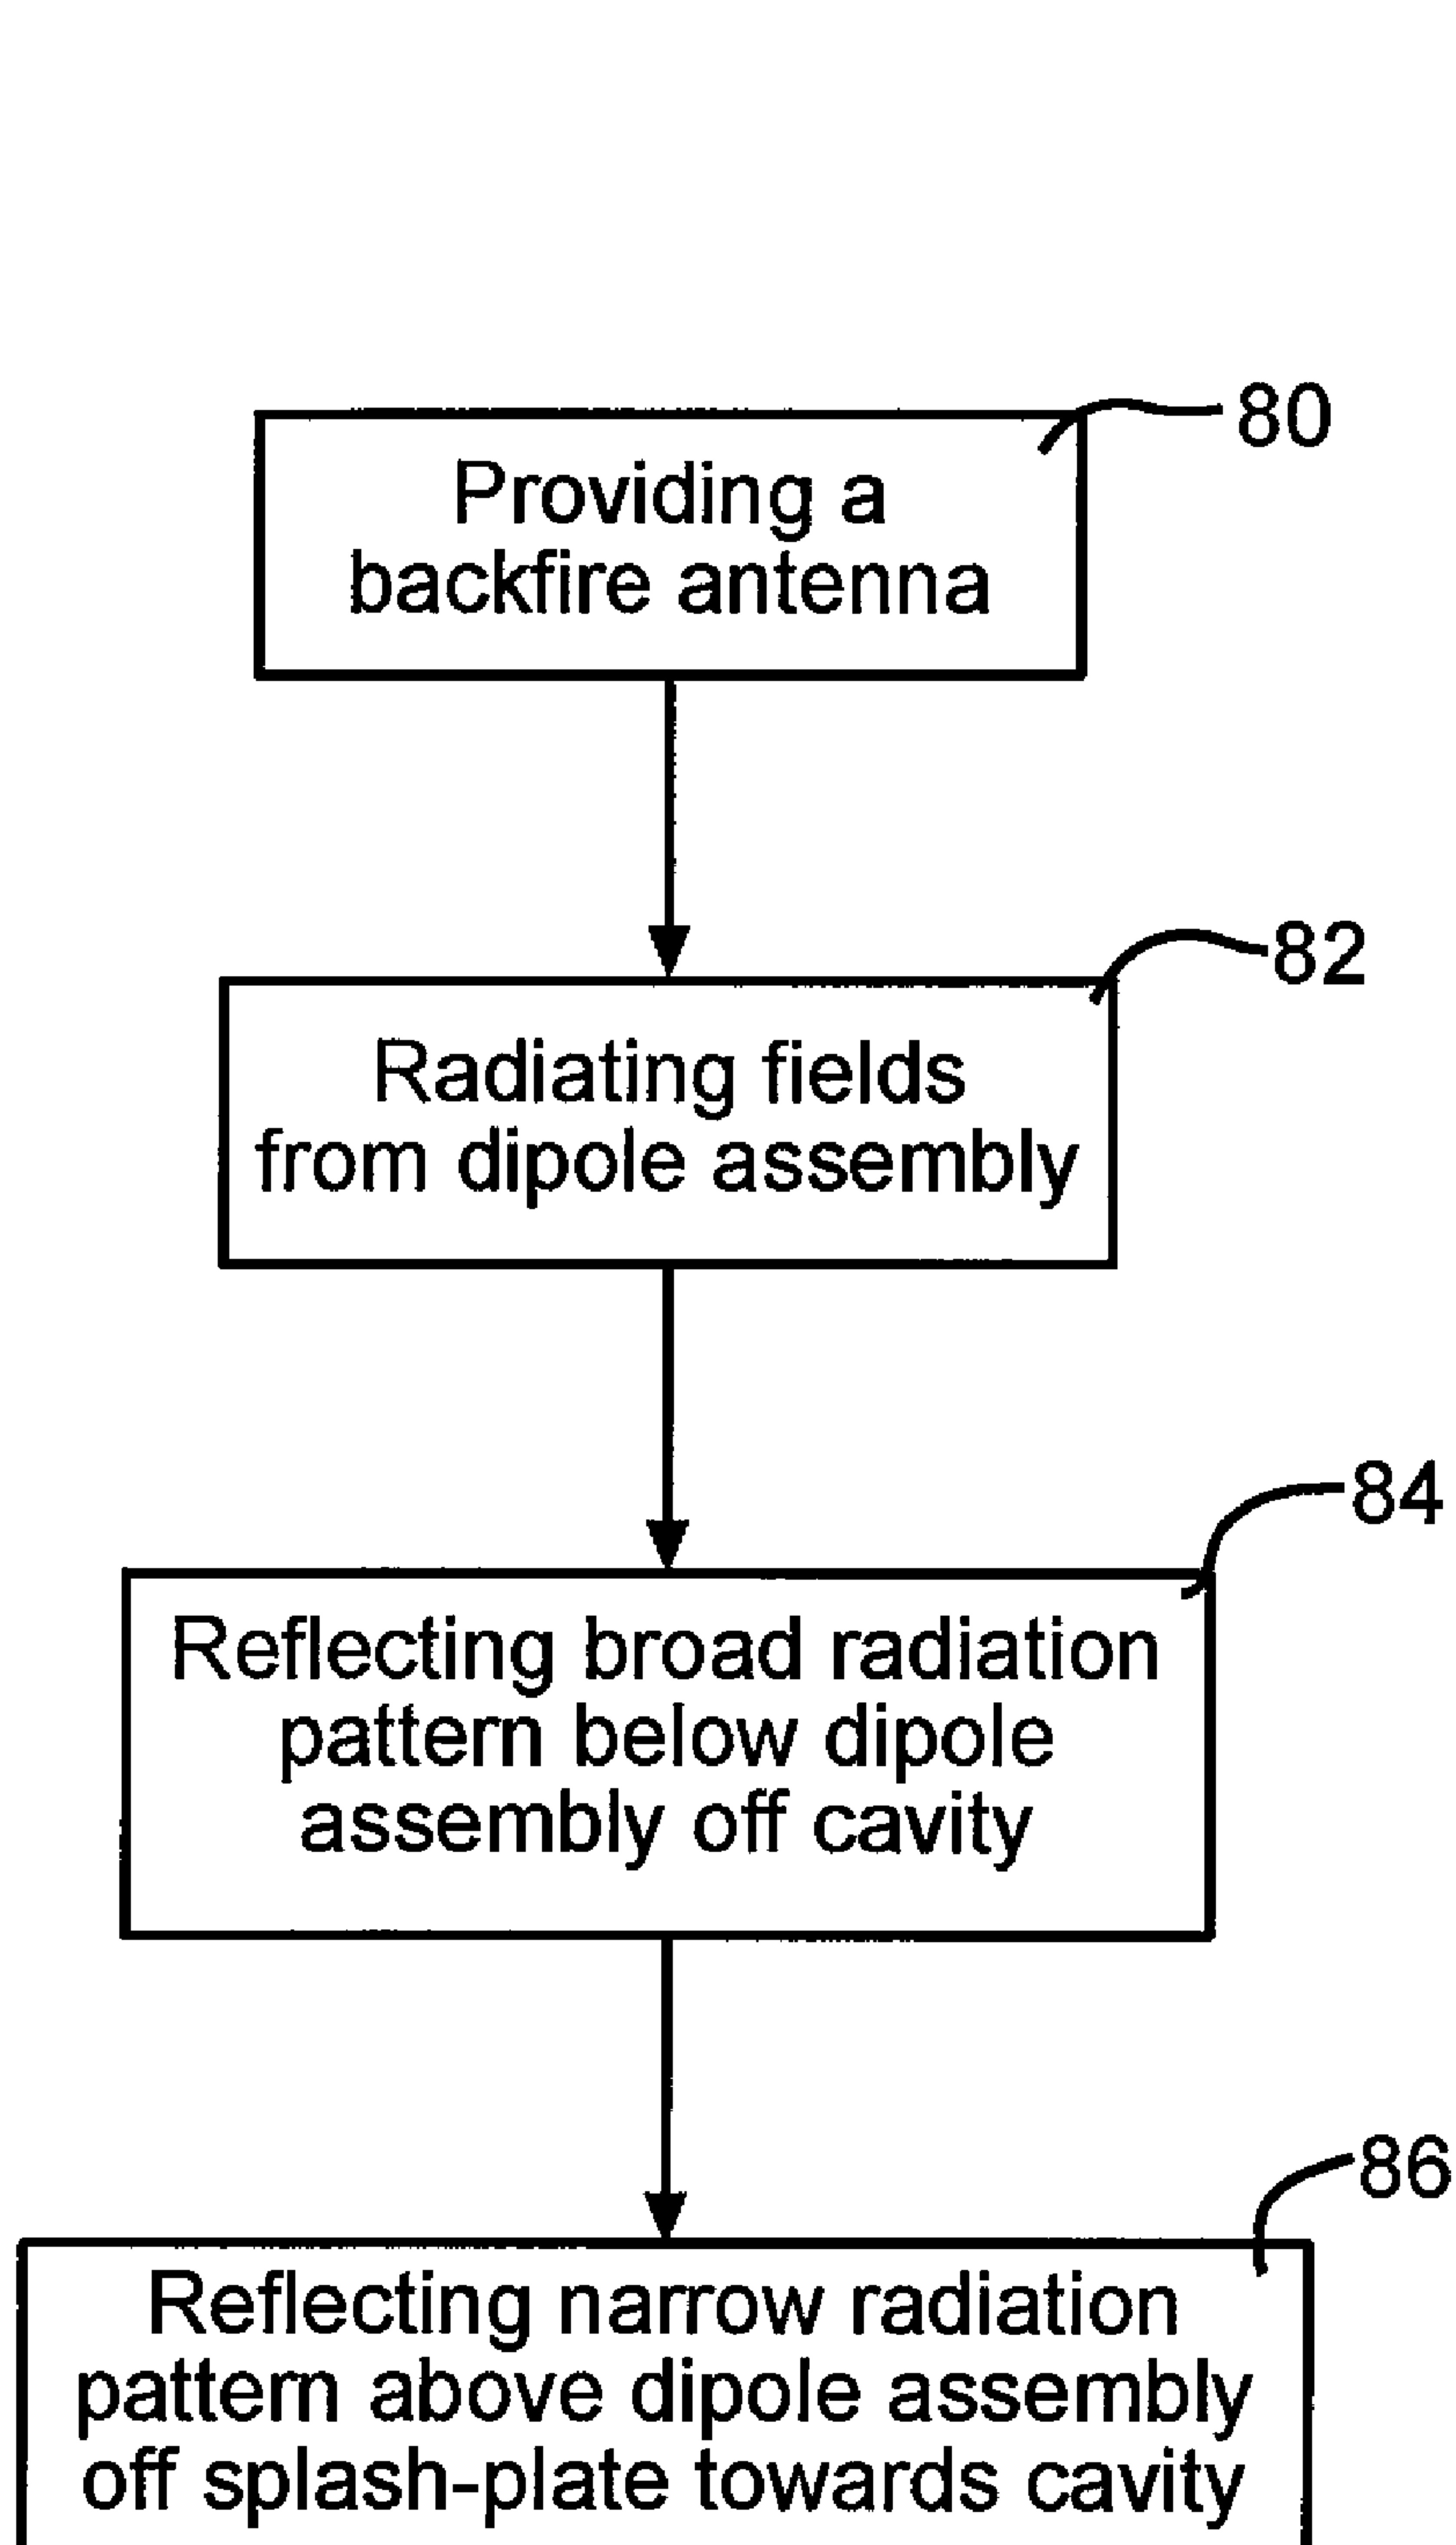 80
Providing a
backfire antenna
82
Radiating fields
from dipole assembly
84
Reflecting broad radiation
pattern below dipole
assembly off cavity
86
Reflecting narrow radiation
pattern above dipole assembly
off splash-plate towards cavity